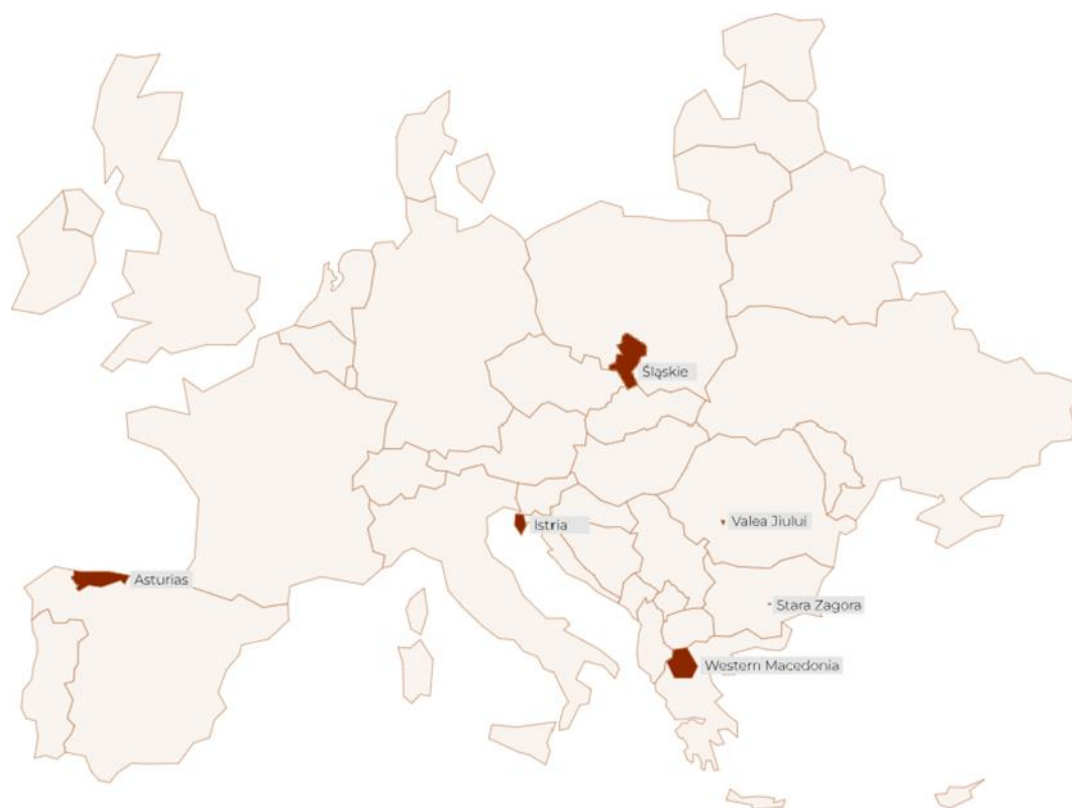 Śląskie
Valea Jiului
Istria
Asturias
Stara Zagora
Western Macedonia